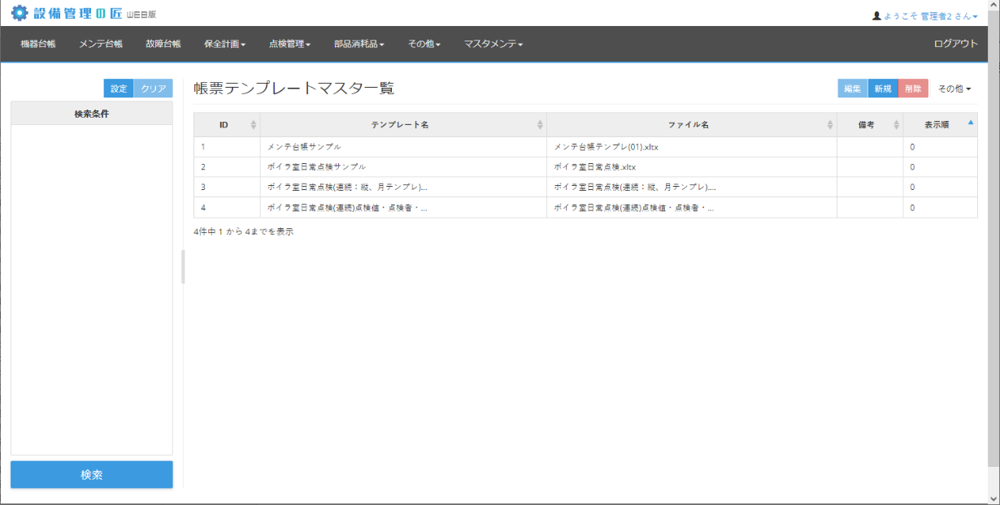 設備管理の匠 WEB版
ようこそ 管理者2 さん
機器台帳 メンテ台帳 故障台帳 保全計画 点検管理 部品消耗品 その他 マスタメンテ ログアウト
設定 クリア
検索条件
検索
帳票テンプレートマスター覧
編集 新規 削除 その他
ID テンプレート名 ファイル名 備考 表示順
1 メンテ台帳サンプル メンテ台帳テンプレ(01).xltx 0
2 ボイラ室日常点検サンプル ボイラ室日常点検.xltx 0
3 ボイラ室日常点検(連続：縦、月テンプレ)... ボイラ室日常点検(連続：縦、月テンプレ).... 0
4 ボイラ室日常点検(連続)点検値・点検者・... ボイラ室日常点検(連続)点検値・点検者・... 0
4件中 1 から 4までを表示